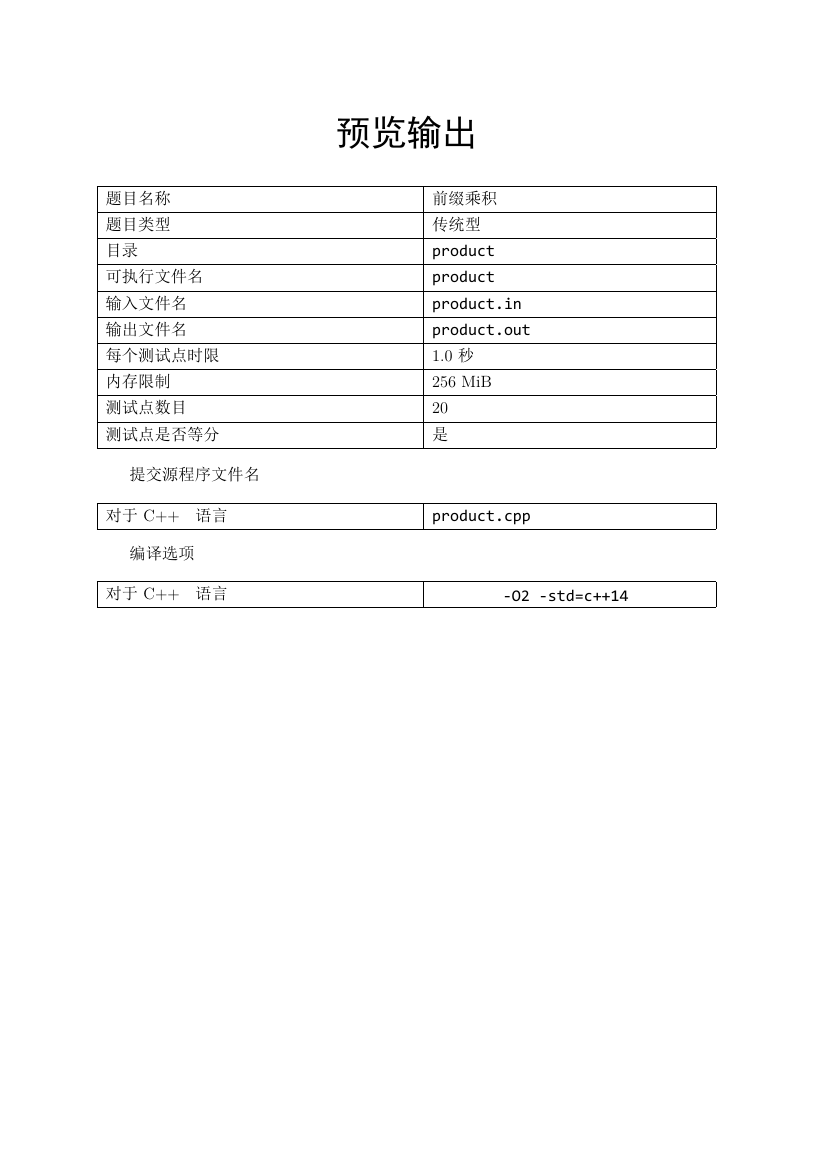 预览输出
题目名称 前缀乘积
题目类型 传统型
目录 product
可执行文件名 product
输入文件名 product.in
输出文件名 product.out
每个测试点时限 1.0 秒
内存限制 256 MiB
测试点数目 20
测试点是否等分 是
提交源程序文件名
对于 C++ 语言 product.cpp
编译选项
对于 C++ 语言 -O2 -std=c++14